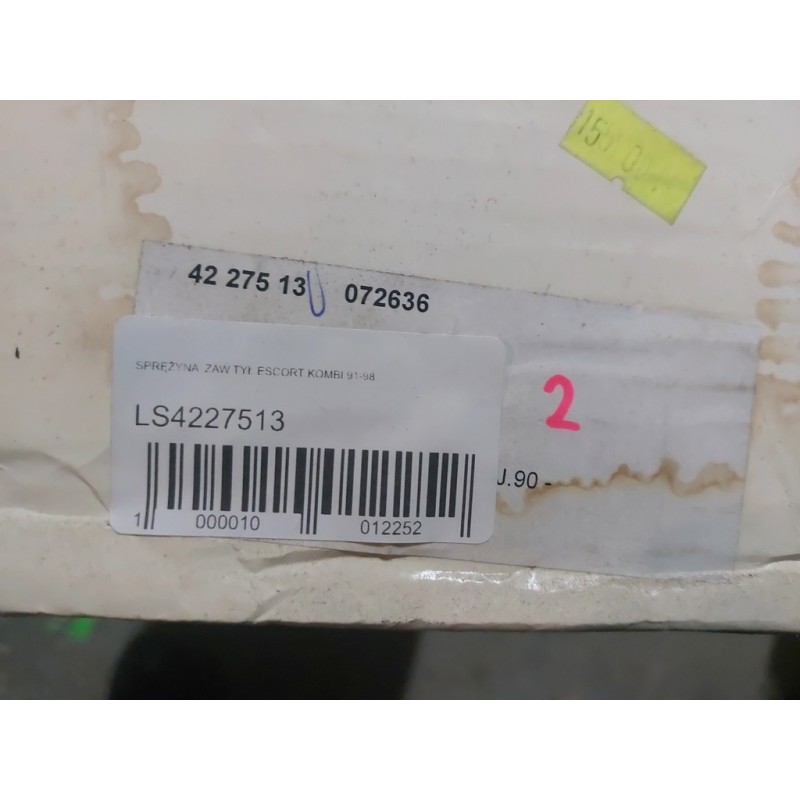 42 275 13 072636
SPRĘŻYNA ZAW.TYŁ ESCORT KOMBI 91-98
LS4227513
2
J.90 -
1 000010 012252